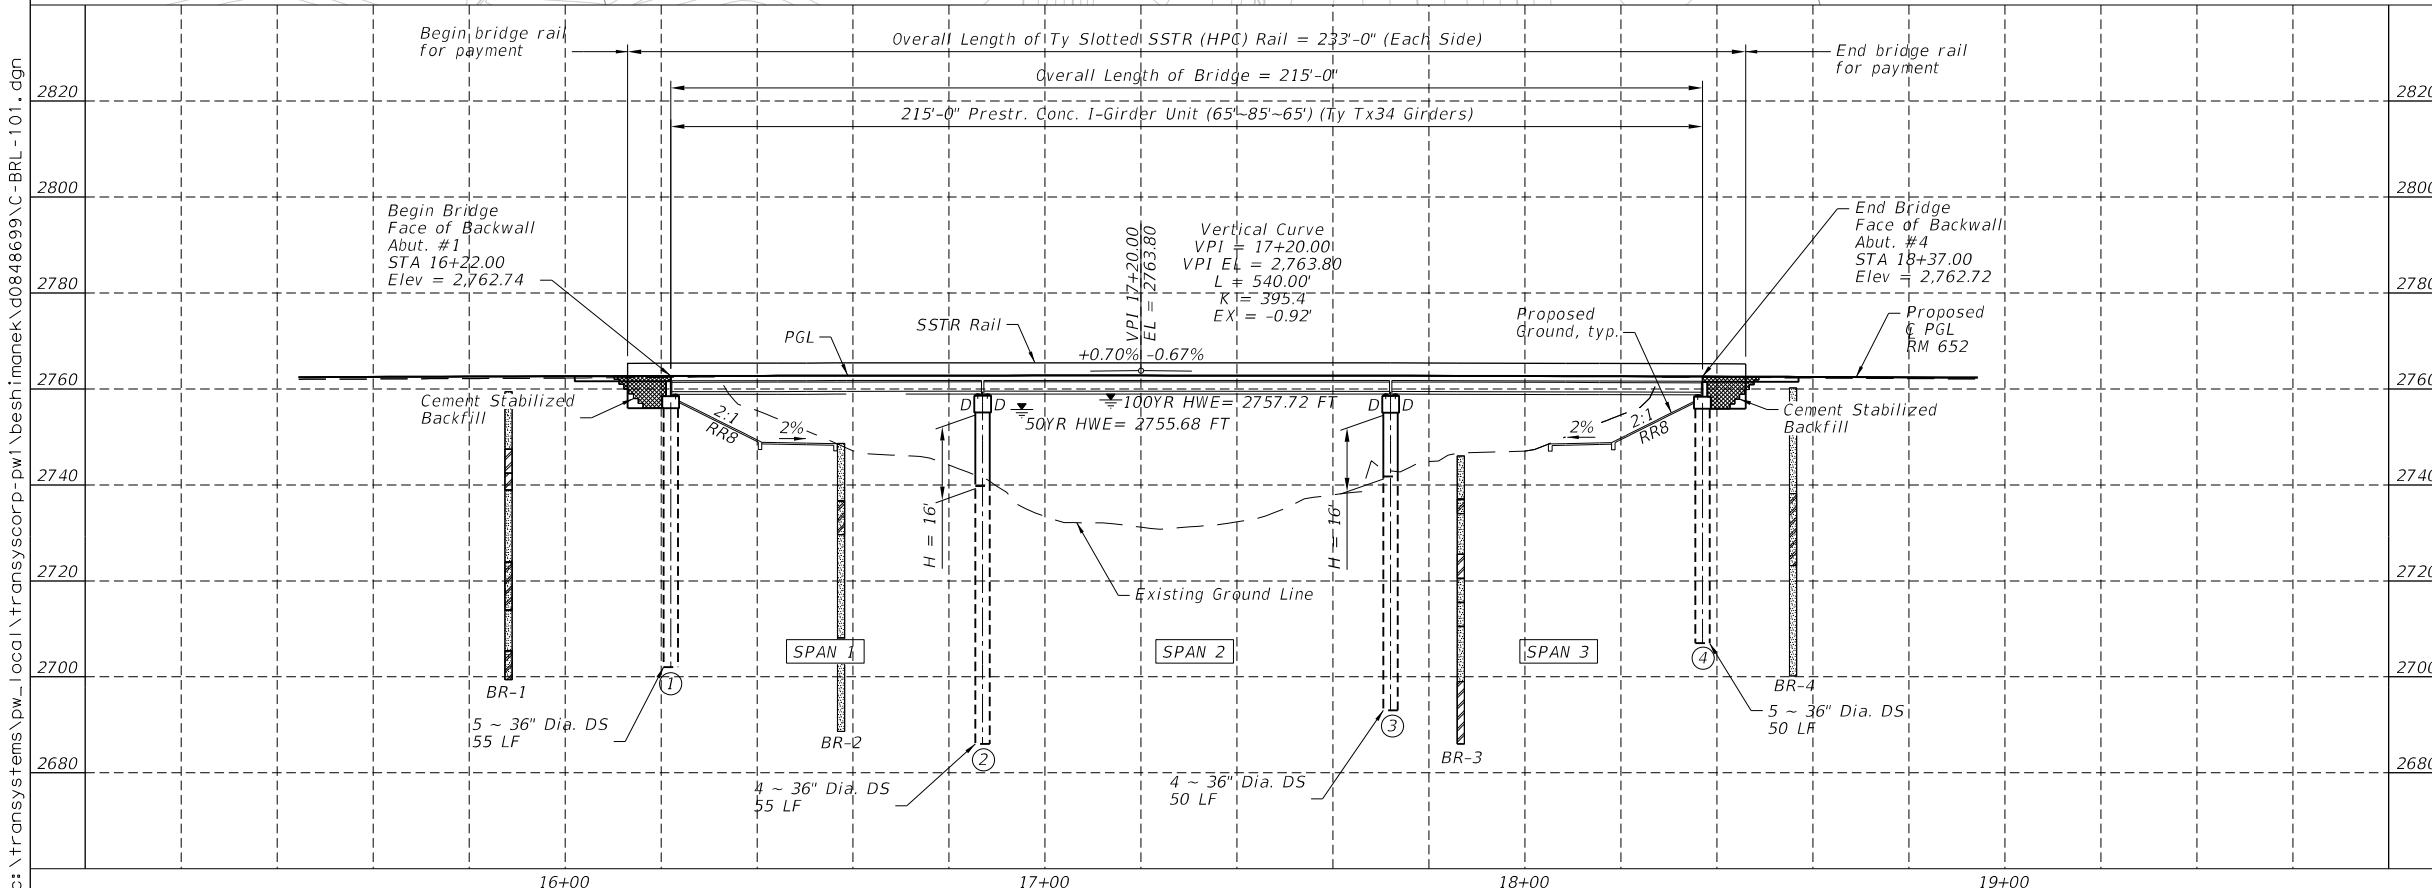 c:\transystems\pw_local\transyscorp-pw1\beshimanek\d0848699\C-BRL-101.dgn
Begin bridge rail
for payment
Overall Length of Ty Slotted SSTR (HPC) Rail = 233'-0" (Each Side)
End bridge rail
for payment
Overall Length of Bridge = 215'-0"
215'-0" Prestr. Conc. I-Girder Unit (65'~85'~65') (Ty Tx34 Girders)
2820
2820
2800
2800
2780
2780
2760
2760
2740
2740
2720
2720
2700
2700
2680
2680
Begin Bridge
Face of Backwall
Abut. #1
STA 16+22.00
Elev = 2,762.74
VPI 17+20.00
EL = 2763.80
Vertical Curve
VPI = 17+20.00
VPI EL = 2,763.80
L = 540.00'
K = 395.4
EX = -0.92'
End Bridge
Face of Backwall
Abut. #4
STA 18+37.00
Elev = 2,762.72
PGL
SSTR Rail
+0.70% -0.67%
Proposed
Ground, typ.
Proposed
℄ PGL
RM 652
Cement Stabilized
Backfill
2:1
RR8
2%
D D
100YR HWE= 2757.72 FT
50YR HWE= 2755.68 FT
D D
2%
2:1
RR8
Cement Stabilized
Backfill
H = 16'
H = 16'
Existing Ground Line
SPAN 1
SPAN 2
SPAN 3
BR-1
1
5 ~ 36" Dia. DS
55 LF
BR-2
2
4 ~ 36" Dia. DS
55 LF
3
4 ~ 36" Dia. DS
50 LF
BR-3
4
BR-4
5 ~ 36" Dia. DS
50 LF
16+00
17+00
18+00
19+00